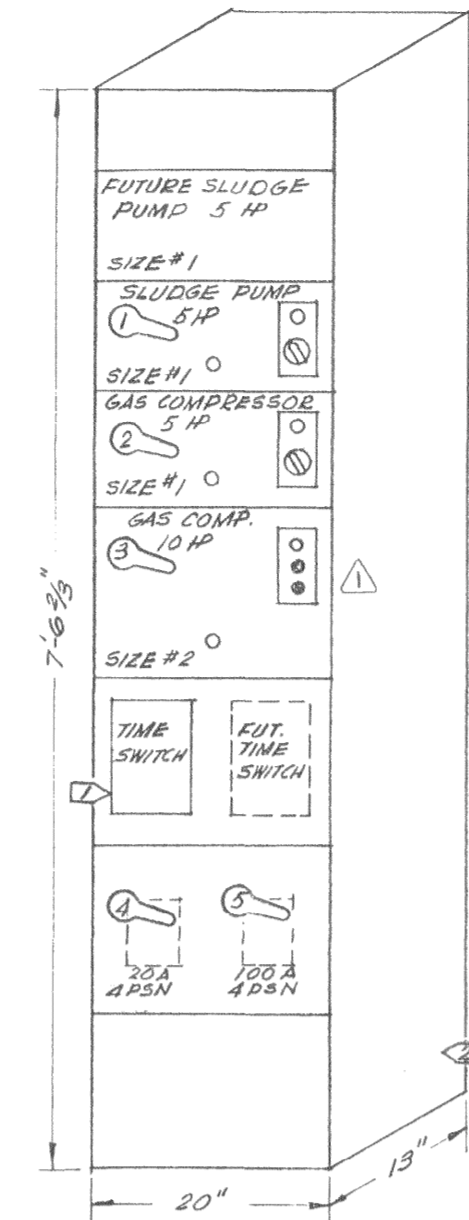 FUTURE SLUDGE
PUMP 5 HP
SIZE #1
SLUDGE PUMP
1 5 HP
SIZE #1
GAS COMPRESSOR
5 HP
2
SIZE #1
GAS COMP.
3 10 HP
1
SIZE #2
7'-6 2/3"
TIME
SWITCH
FUT.
TIME
SWITCH
1
4 5
20A 100A
4PSN 4PSN
2
20"
13"